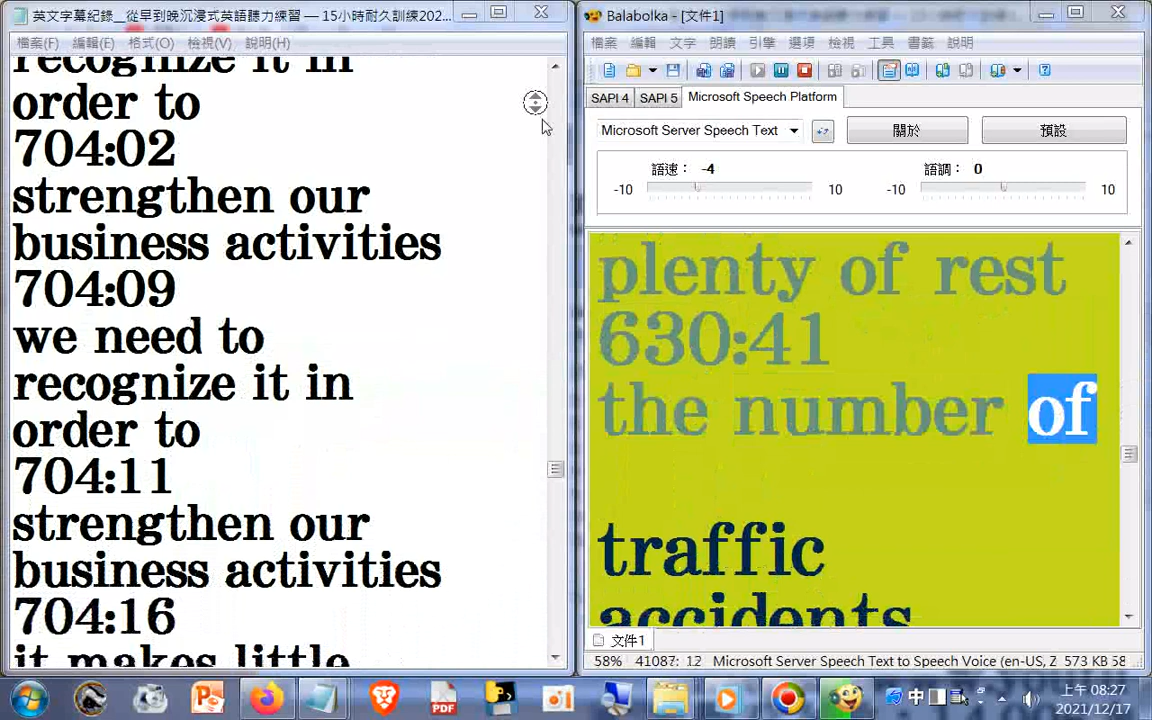 英文字幕紀錄__從早到晚沉浸式英語聽力練習 — 15小時耐久訓練202...
檔案(F) 編輯(E) 格式(O) 檢視(V) 說明(H)
recognize it in
order to
704:02
strengthen our
business activities
704:09
we need to
recognize it in
order to
704:11
strengthen our
business activities
704:16
it makes little
Balabolka - [文件1]
檔案 編輯 文字 朗讀 引擎 選項 檢視 工具 書籤 說明
SAPI 4 SAPI 5 Microsoft Speech Platform
Microsoft Server Speech Text 關於 預設
語速： -4 語調： 0
-10 10 -10 10
plenty of rest
630:41
the number of
traffic
accidents
文件1
58% 41087: 12 Microsoft Server Speech Text to Speech Voice (en-US, Z 573 KB 58
中 上午 08:27
2021/12/17